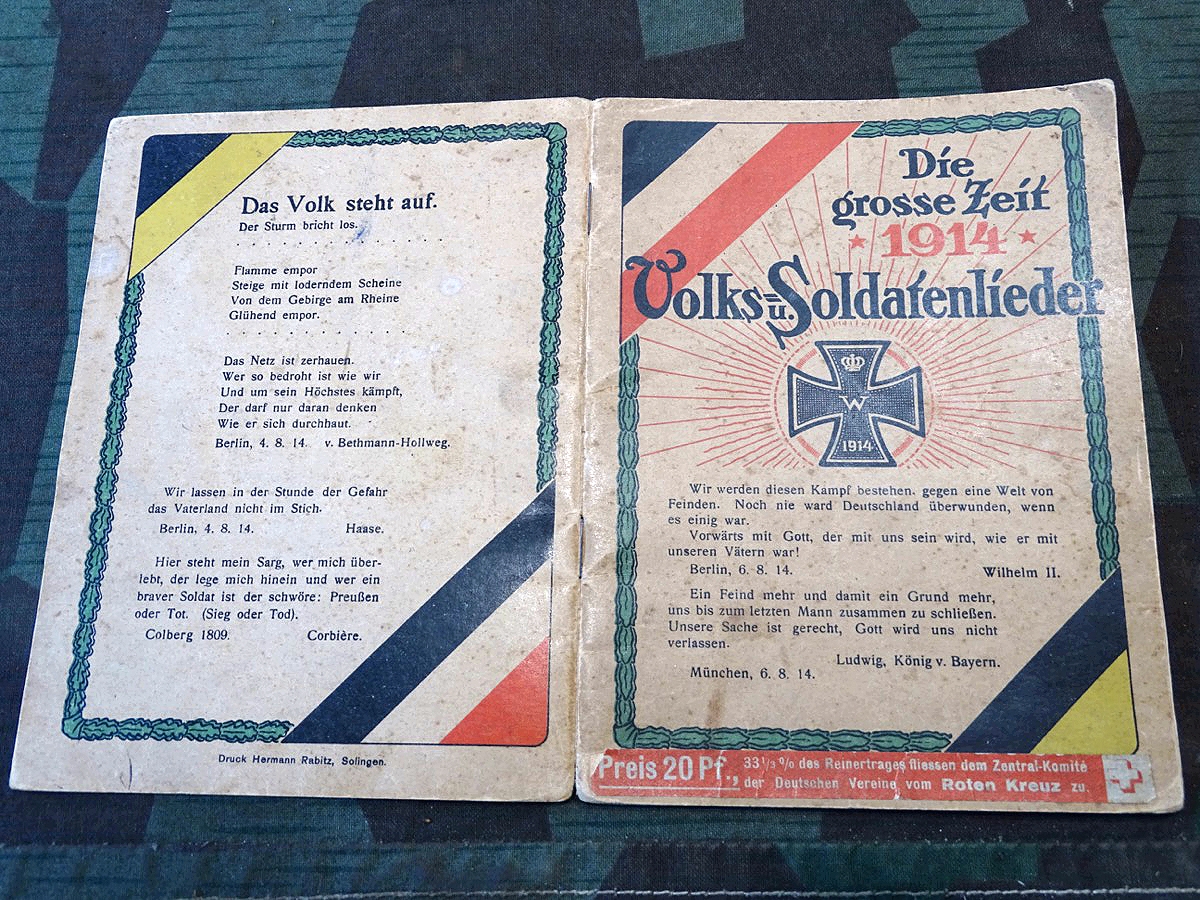 Das Volk steht auf.
Der Sturm bricht los.
. . . . . . . . . . . . . . .
Flamme empor
Steige mit loderndem Scheine
Von dem Gebirge am Rheine
Glühend empor.
. . . . . . . . . . . . .
Das Netz ist zerhauen.
Wer so bedroht ist wie wir
Und um sein Höchstes kämpft,
Der darf nur daran denken
Wie er sich durchhaut.
Berlin, 4. 8. 14. v. Bethmann-Hollweg.
Wir lassen in der Stunde der Gefahr
das Vaterland nicht im Stich.
Berlin, 4. 8. 14. Haase.
Hier steht mein Sarg, wer mich über-
lebt, der lege mich hinein und wer ein
braver Soldat ist der schwöre: Preußen
oder Tot. (Sieg oder Tod).
Colberg 1809. Corbière.
Druck Hermann Rabitz, Solingen.
Die
grosse Zeit
1914
Volks- u. Soldatenlieder
W
1914
Wir werden diesen Kampf bestehen. gegen eine Welt von
Feinden. Noch nie ward Deutschland überwunden, wenn
es einig war.
Vorwärts mit Gott, der mit uns sein wird, wie er mit
unseren Vätern war!
Berlin, 6. 8. 14. Wilhelm II.
Ein Feind mehr und damit ein Grund mehr,
uns bis zum letzten Mann zusammen zu schließen.
Unsere Sache ist gerecht, Gott wird uns nicht
verlassen.
Ludwig, König v. Bayern.
München, 6. 8. 14.
Preis 20 Pf., 33 1/3 % des Reinertrages fliessen dem Zentral-Komite
der Deutschen Vereine vom Roten Kreuz zu.